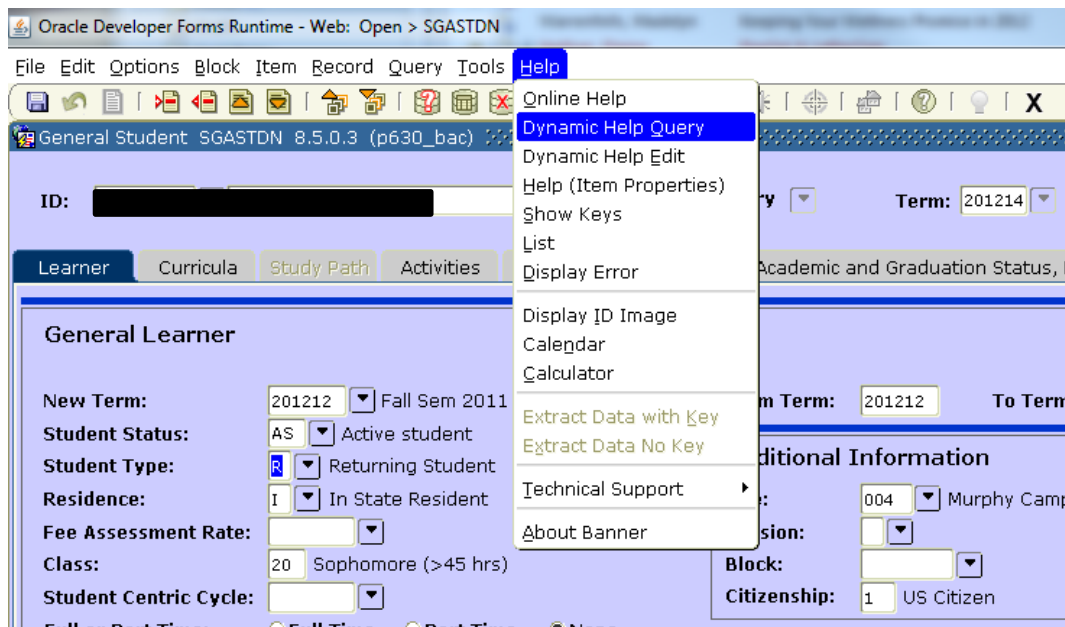 Oracle Developer Forms Runtime - Web: Open > SGASTDN
File Edit Options Block Item Record Query Tools Help
X
General Student SGASTDN 8.5.0.3 (p630_bac)
ID:
Term: 201214
Learner Curricula Study Path Activities Academic and Graduation Status,
Online Help
Dynamic Help Query
Dynamic Help Edit
Help (Item Properties)
Show Keys
List
Display Error
Display ID Image
Calendar
Calculator
Extract Data with Key
Extract Data No Key
Technical Support
About Banner
General Learner
New Term: 201212 Fall Sem 2011
Student Status: AS Active student
Student Type: R Returning Student
Residence: I In State Resident
Fee Assessment Rate:
Class: 20 Sophomore (>45 hrs)
Student Centric Cycle:
m Term: 201212 To Term
ditional Information
004 Murphy Camp
sion:
Block:
Citizenship: 1 US Citizen